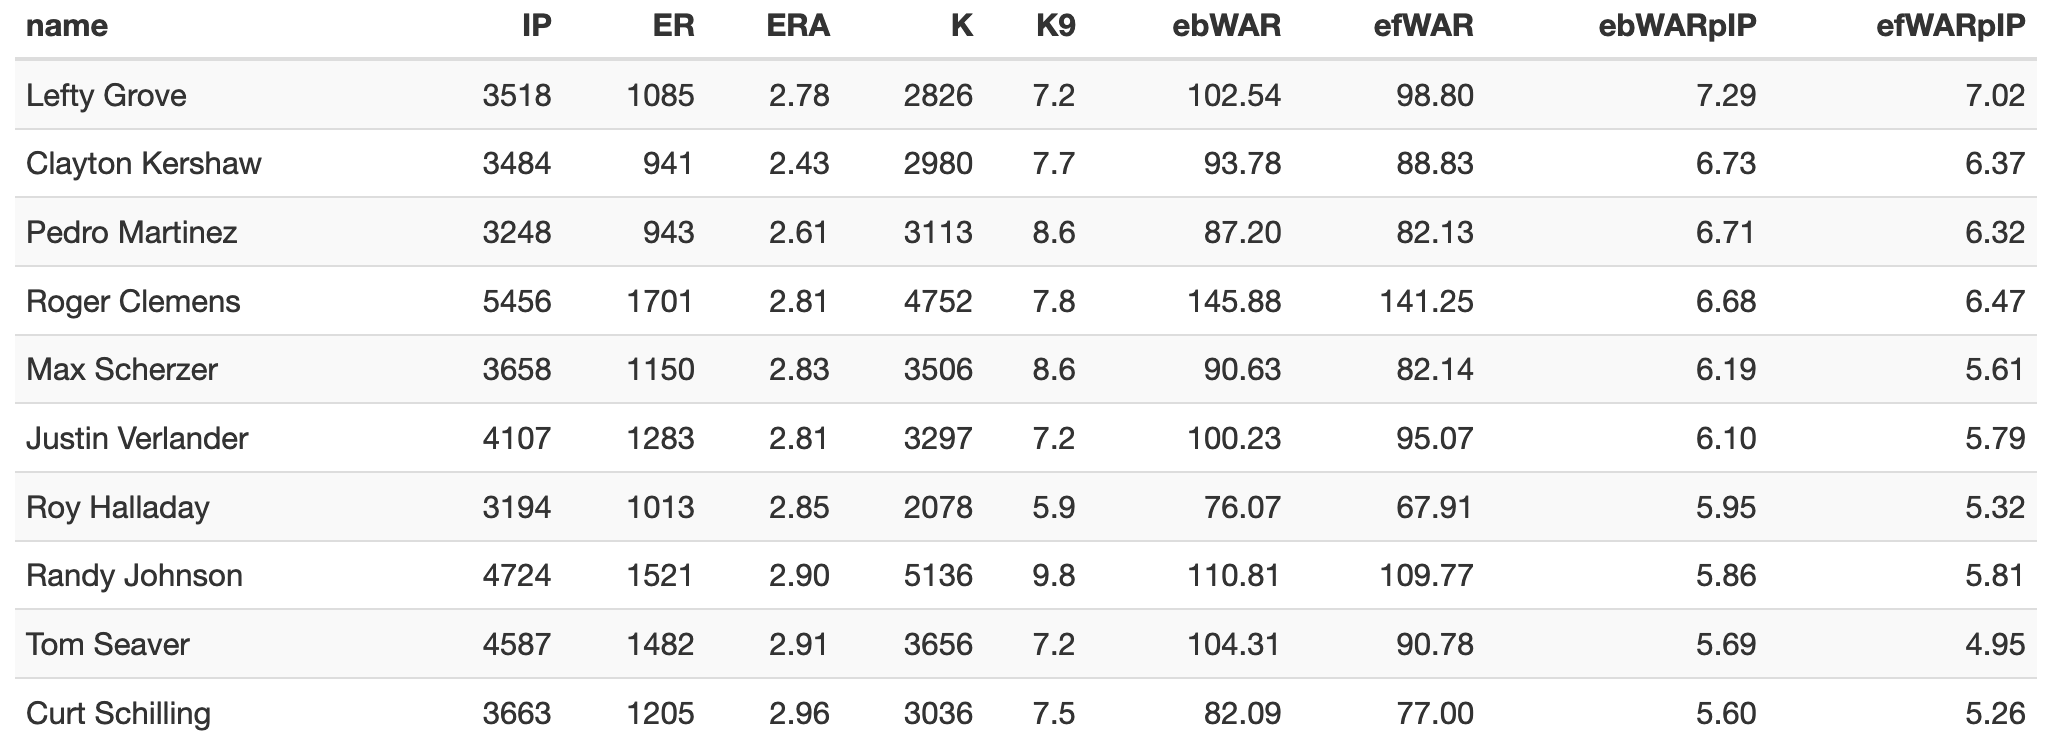 name IP ER ERA K K9 ebWAR efWAR ebWARpIP efWARpIP
Lefty Grove 3518 1085 2.78 2826 7.2 102.54 98.80 7.29 7.02
Clayton Kershaw 3484 941 2.43 2980 7.7 93.78 88.83 6.73 6.37
Pedro Martinez 3248 943 2.61 3113 8.6 87.20 82.13 6.71 6.32
Roger Clemens 5456 1701 2.81 4752 7.8 145.88 141.25 6.68 6.47
Max Scherzer 3658 1150 2.83 3506 8.6 90.63 82.14 6.19 5.61
Justin Verlander 4107 1283 2.81 3297 7.2 100.23 95.07 6.10 5.79
Roy Halladay 3194 1013 2.85 2078 5.9 76.07 67.91 5.95 5.32
Randy Johnson 4724 1521 2.90 5136 9.8 110.81 109.77 5.86 5.81
Tom Seaver 4587 1482 2.91 3656 7.2 104.31 90.78 5.69 4.95
Curt Schilling 3663 1205 2.96 3036 7.5 82.09 77.00 5.60 5.26